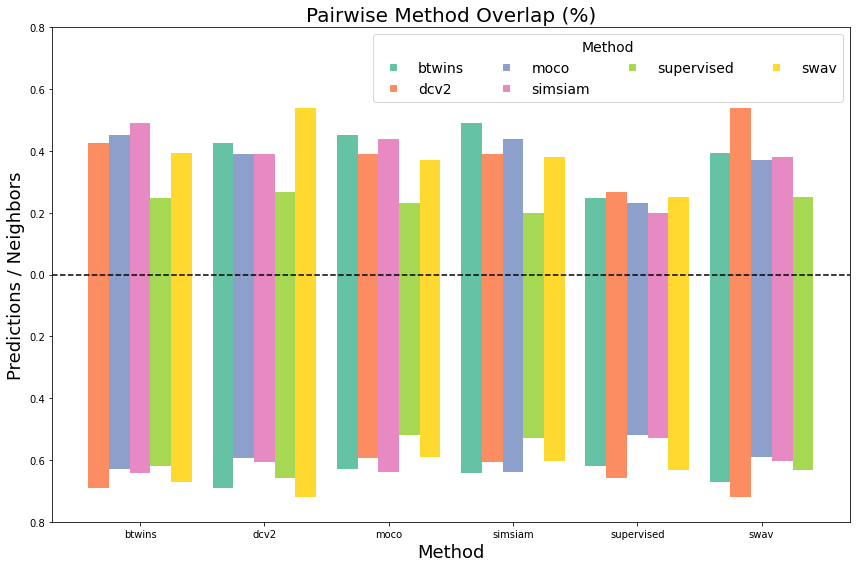 Pairwise Method Overlap (%)
Method
btwins moco supervised swav
dcv2 simsiam
Predictions / Neighbors
0.8
0.6
0.4
0.2
0.0
0.2
0.4
0.6
0.8
btwins dcv2 moco simsiam supervised swav
Method